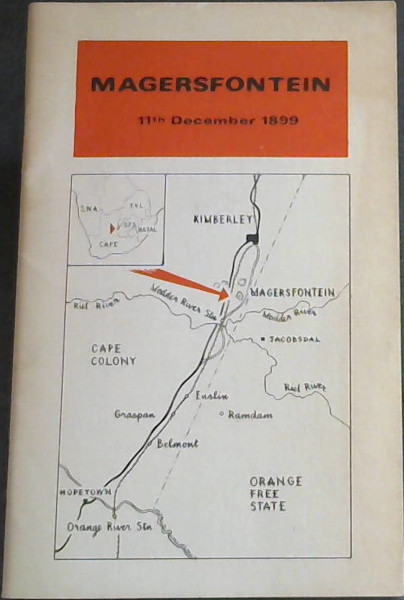 MAGERSFONTEIN
11th December 1899
S.W.A.
TVL
OFS
NATAL
CAPE
KIMBERLEY
Modder River Stn
MAGERSFONTEIN
Riet River
Modder River
JACOBSDAL
CAPE
COLONY
Riet River
Enslin
Graspan
Ramdam
Belmont
HOPETOWN
ORANGE
FREE
STATE
Orange River Stn